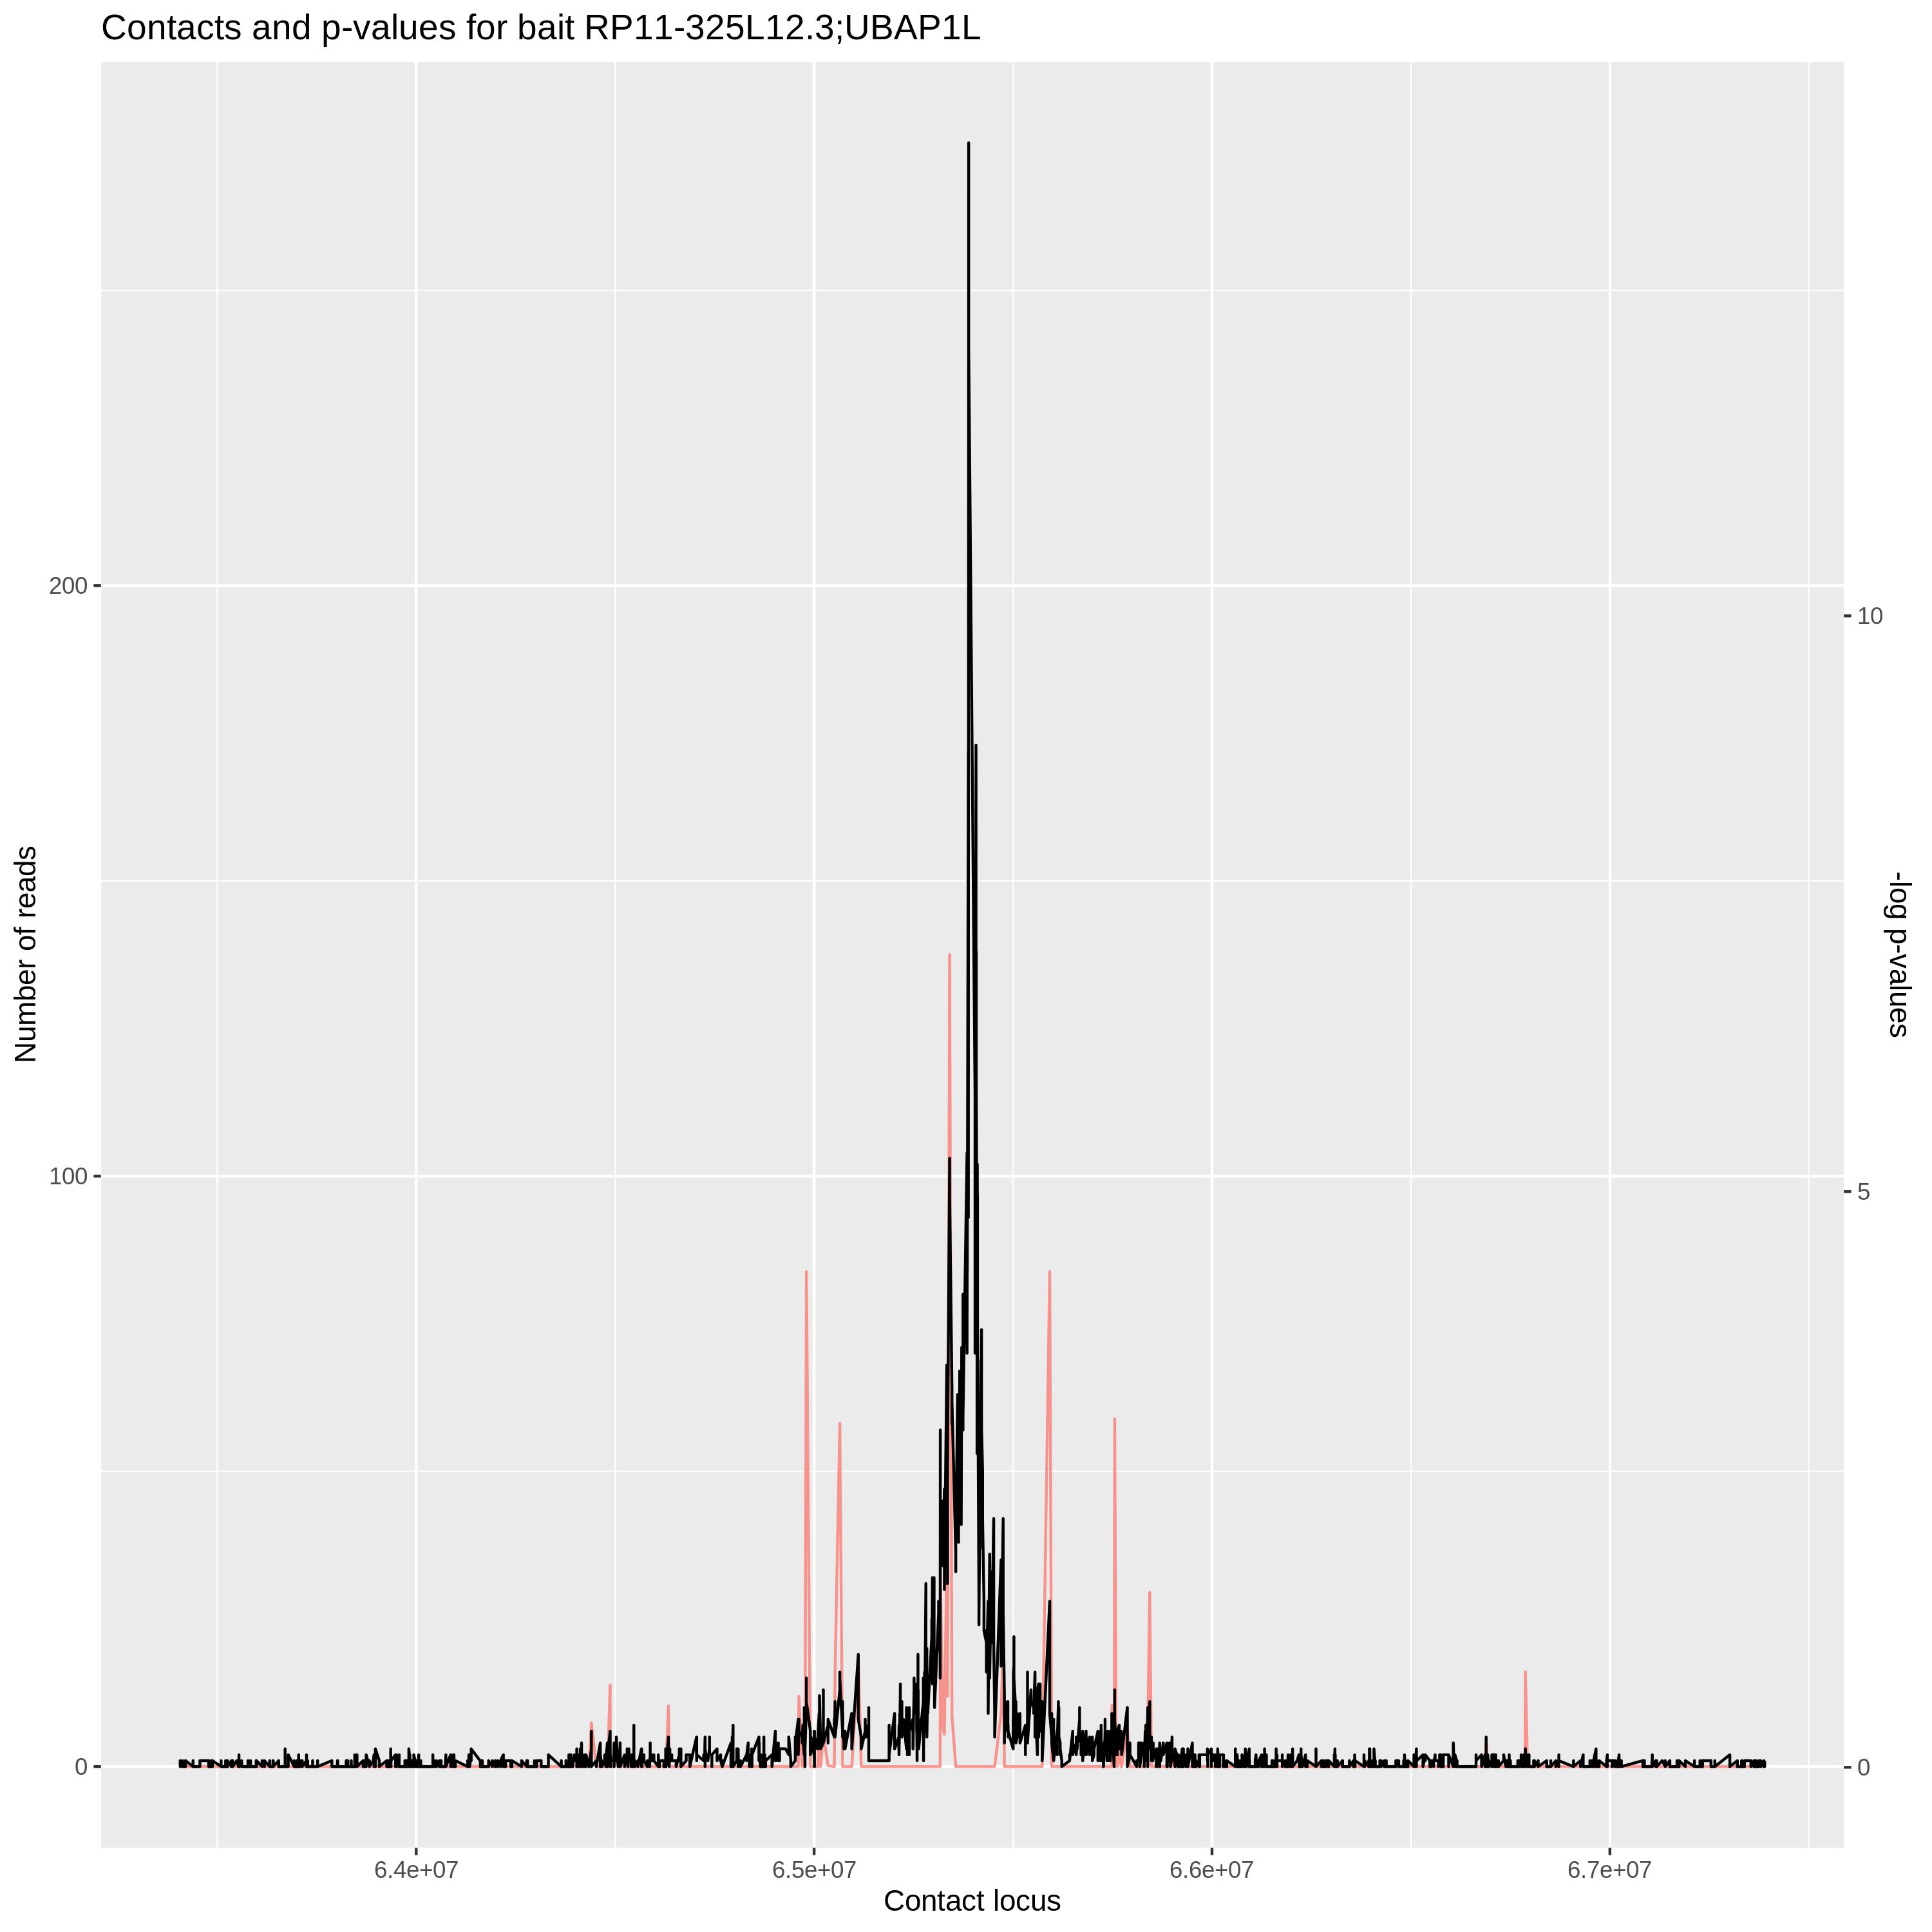 Contacts and p-values for bait RP11-325L12.3;UBAP1L
Number of reads
200
100
0
10
5
0
-log p-values
6.4e+07 6.5e+07 6.6e+07 6.7e+07
Contact locus